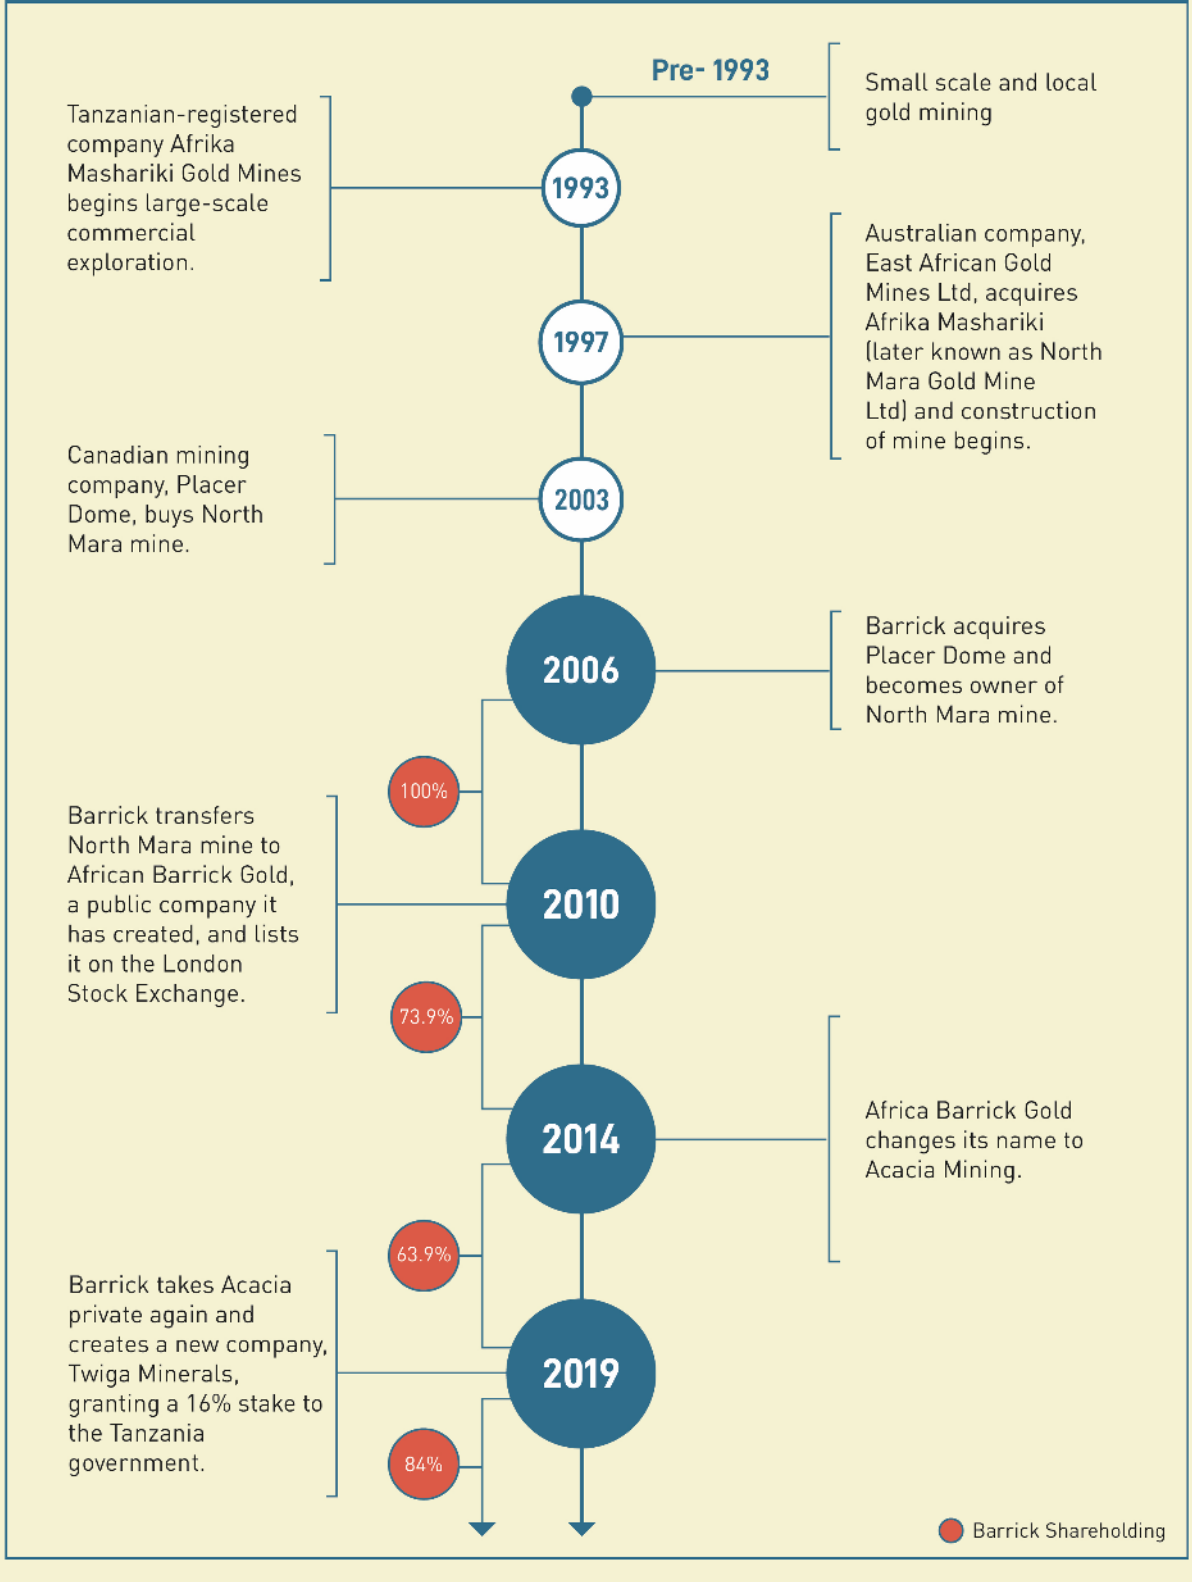 Pre- 1993
Small scale and local
gold mining
Tanzanian-registered
company Afrika
Mashariki Gold Mines
begins large-scale
commercial
exploration.
1993
Australian company,
East African Gold
Mines Ltd, acquires
Afrika Mashariki
(later known as North
Mara Gold Mine
Ltd) and construction
of mine begins.
1997
Canadian mining
company, Placer
Dome, buys North
Mara mine.
2003
2006
Barrick acquires
Placer Dome and
becomes owner of
North Mara mine.
100%
Barrick transfers
North Mara mine to
African Barrick Gold,
a public company it
has created, and lists
it on the London
Stock Exchange.
2010
73.9%
2014
Africa Barrick Gold
changes its name to
Acacia Mining.
63.9%
Barrick takes Acacia
private again and
creates a new company,
Twiga Minerals,
granting a 16% stake to
the Tanzania
government.
2019
84%
Barrick Shareholding